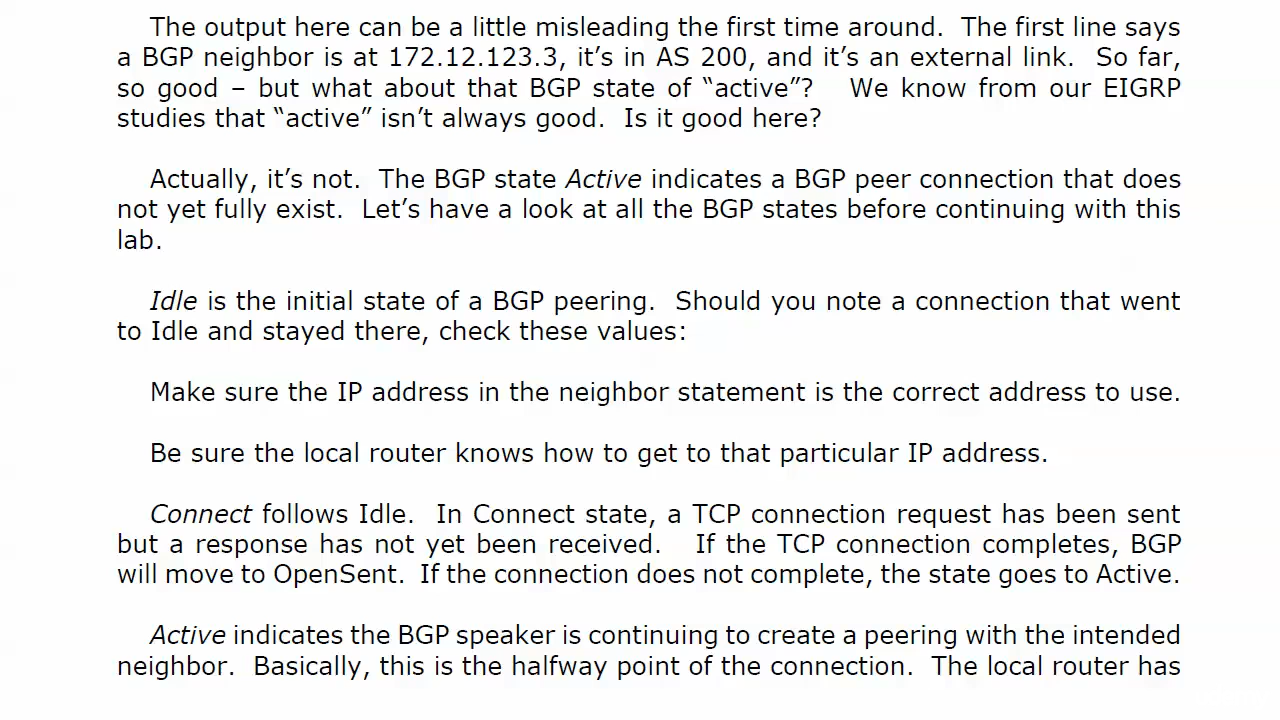 The output here can be a little misleading the first time around.  The first line says
a BGP neighbor is at 172.12.123.3, it’s in AS 200, and it’s an external link.  So far,
so good – but what about that BGP state of “active”?   We know from our EIGRP
studies that “active” isn’t always good.  Is it good here?
Actually, it’s not.  The BGP state Active indicates a BGP peer connection that does
not yet fully exist.  Let’s have a look at all the BGP states before continuing with this
lab.
Idle is the initial state of a BGP peering.  Should you note a connection that went
to Idle and stayed there, check these values:
Make sure the IP address in the neighbor statement is the correct address to use.
Be sure the local router knows how to get to that particular IP address.
Connect follows Idle.  In Connect state, a TCP connection request has been sent
but a response has not yet been received.   If the TCP connection completes, BGP
will move to OpenSent.  If the connection does not complete, the state goes to Active.
Active indicates the BGP speaker is continuing to create a peering with the intended
neighbor.  Basically, this is the halfway point of the connection.  The local router has